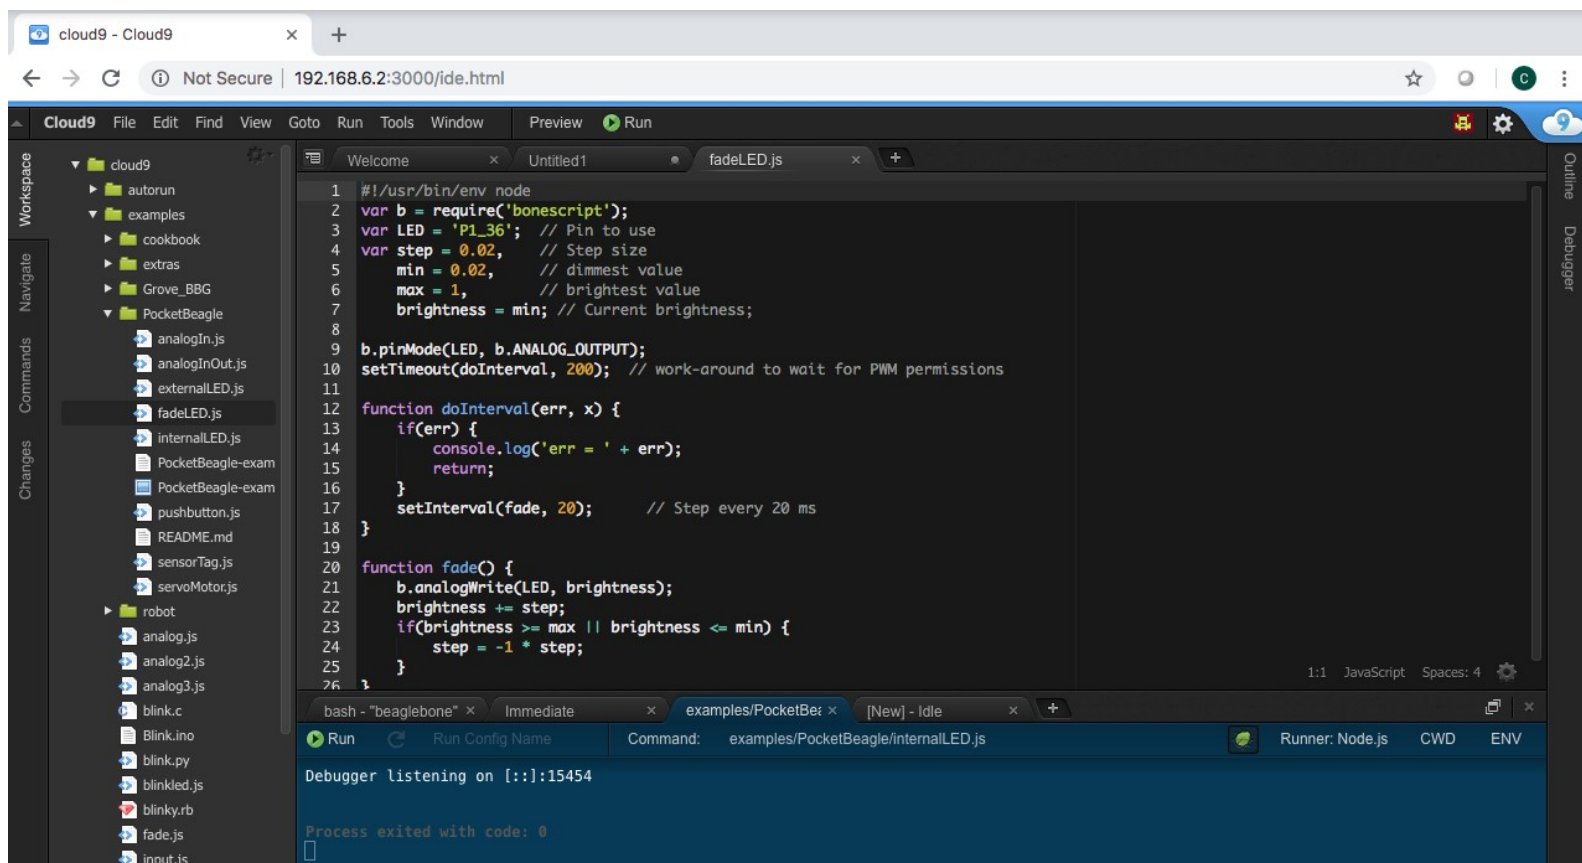 cloud9 - Cloud9
Not Secure | 192.168.6.2:3000/ide.html
C
Cloud9 File Edit Find View Goto Run Tools Window Preview Run
9
Workspace
Navigate
Commands
Changes
cloud9
autorun
examples
cookbook
extras
Grove_BBG
PocketBeagle
analogIn.js
analogInOut.js
externalLED.js
fadeLED.js
internalLED.js
PocketBeagle-exam
PocketBeagle-exam
pushbutton.js
README.md
sensorTag.js
servoMotor.js
robot
analog.js
analog2.js
analog3.js
blink.c
Blink.ino
blink.py
blinkled.js
blinky.rb
fade.js
input.js
Welcome Untitled1 fadeLED.js
1 #!/usr/bin/env node
2 var b = require('bonescript');
3 var LED = 'P1_36';  // Pin to use
4 var step = 0.02,    // Step size
5     min = 0.02,     // dimmest value
6     max = 1,        // brightest value
7     brightness = min; // Current brightness;
8
9 b.pinMode(LED, b.ANALOG_OUTPUT);
10 setTimeout(doInterval, 200);  // work-around to wait for PWM permissions
11
12 function doInterval(err, x) {
13     if(err) {
14         console.log('err = ' + err);
15         return;
16     }
17     setInterval(fade, 20);      // Step every 20 ms
18 }
19
20 function fade() {
21     b.analogWrite(LED, brightness);
22     brightness += step;
23     if(brightness >= max || brightness <= min) {
24         step = -1 * step;
25     }
26 }
1:1 JavaScript Spaces: 4
Outline
Debugger
bash - "beaglebone" Immediate examples/PocketBea [New] - Idle
Run Run Config Name Command: examples/PocketBeagle/internalLED.js Runner: Node.js CWD ENV
Debugger listening on [::]:15454
Process exited with code: 0